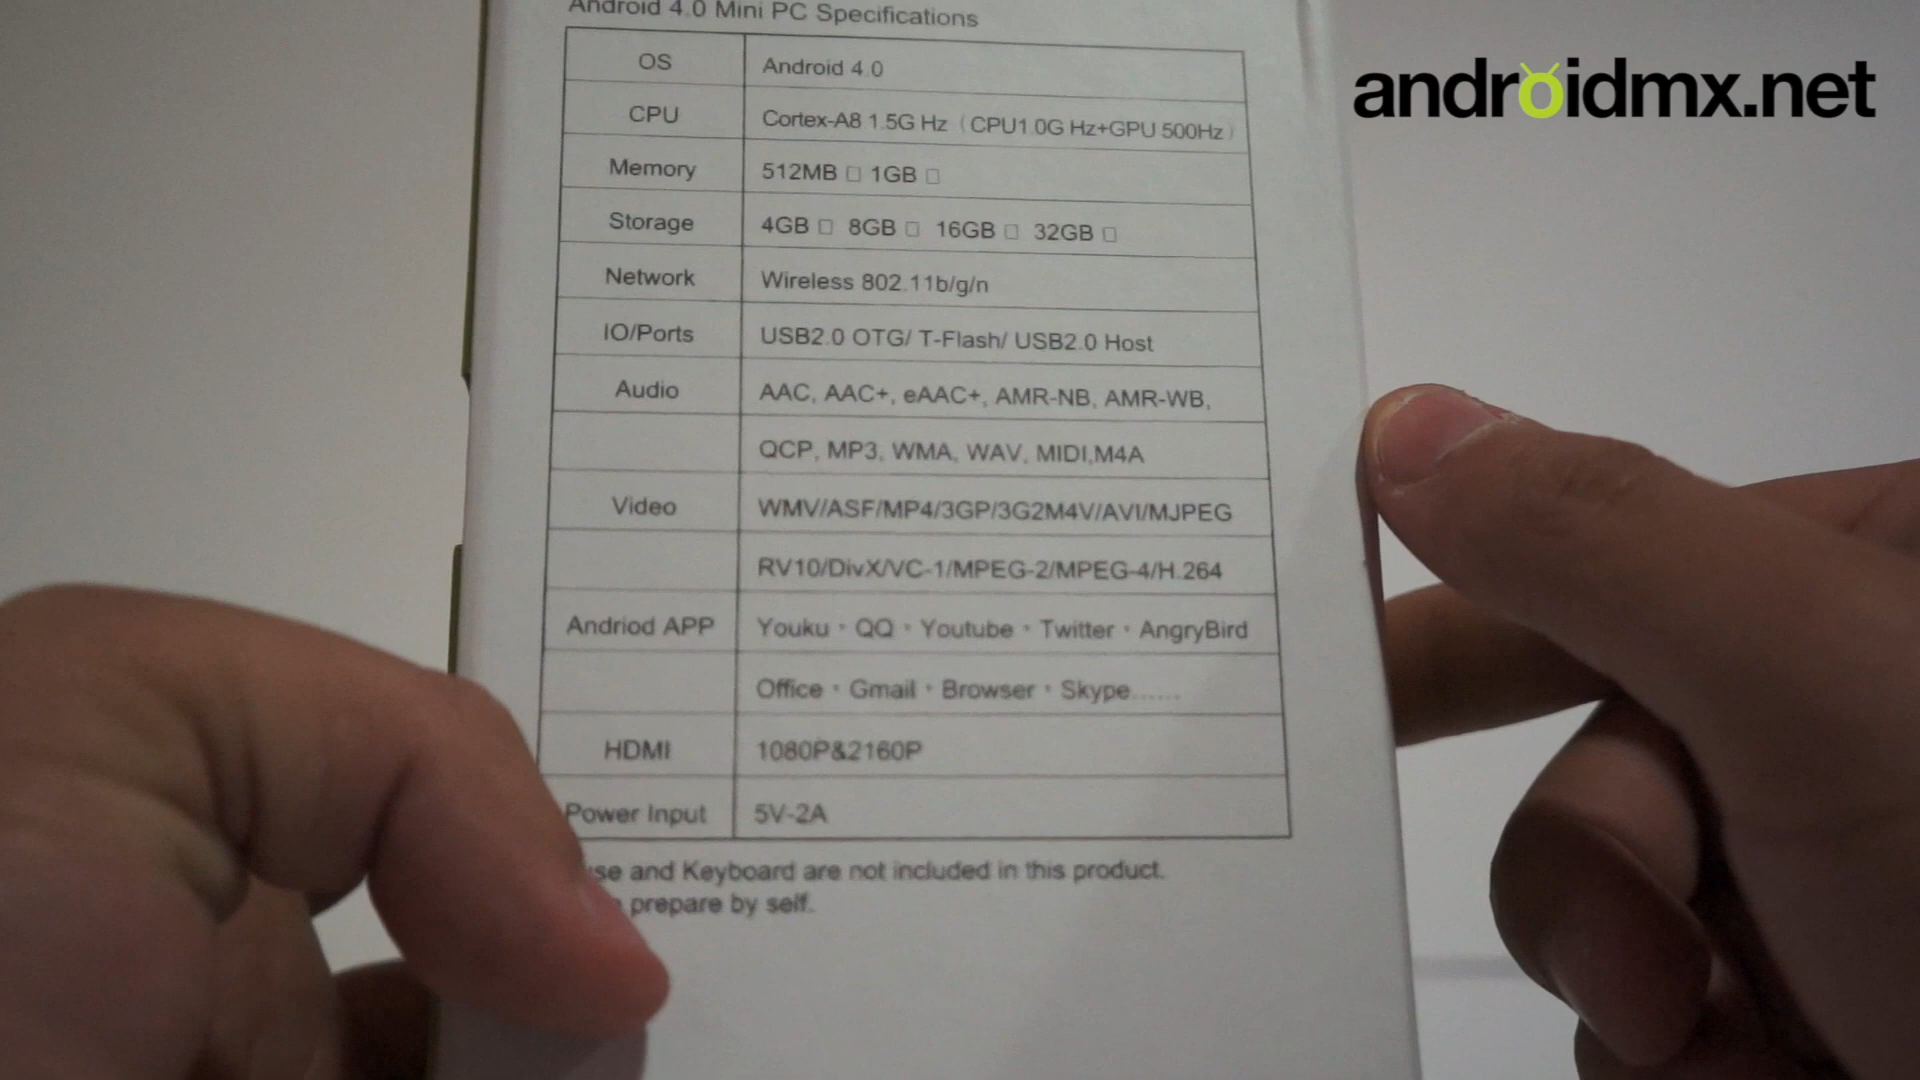 Android 4.0 Mini PC Specifications
androidmx.net
OS Android 4.0
CPU Cortex-A8 1.5G Hz (CPU1.0G Hz+GPU 500Hz)
Memory 512MB □ 1GB □
Storage 4GB □ 8GB □ 16GB □ 32GB □
Network Wireless 802.11b/g/n
IO/Ports USB2.0 OTG/ T-Flash/ USB2.0 Host
Audio AAC, AAC+, eAAC+, AMR-NB, AMR-WB,
QCP, MP3, WMA, WAV, MIDI,M4A
Video WMV/ASF/MP4/3GP/3G2M4V/AVI/MJPEG
RV10/DivX/VC-1/MPEG-2/MPEG-4/H.264
Andriod APP Youku · QQ · Youtube · Twitter · AngryBird
Office · Gmail · Browser · Skype......
HDMI 1080P&2160P
Power Input 5V-2A
and Keyboard are not included in this product.
prepare by self.